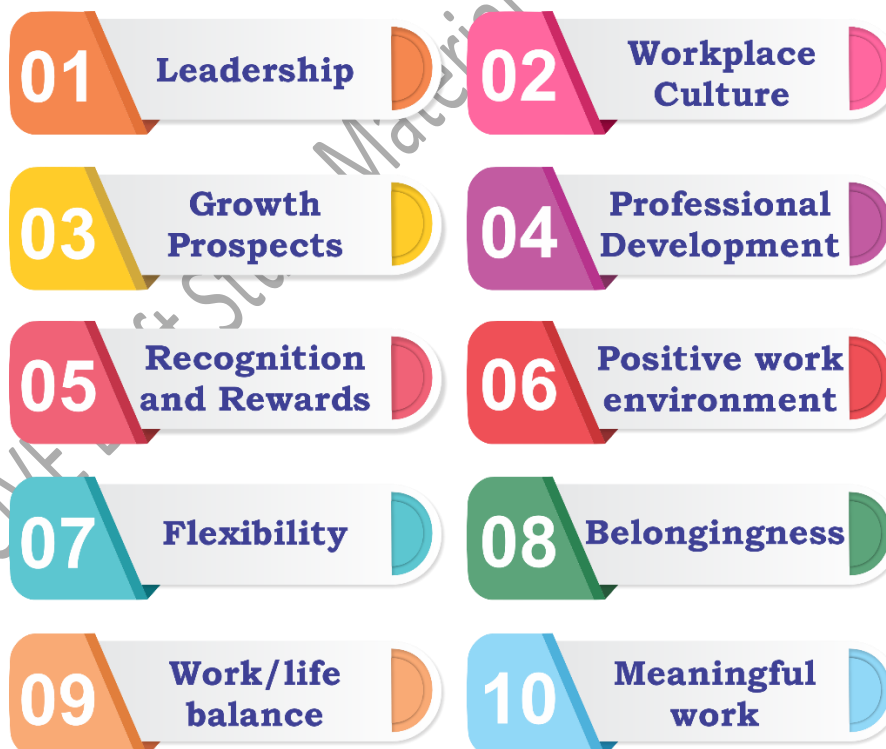 01
Leadership
02
Workplace
Culture
03
Growth
Prospects
04
Professional
Development
05
Recognition
and Rewards
06
Positive work
environment
07
Flexibility
08
Belongingness
09
Work/life
balance
10
Meaningful
work